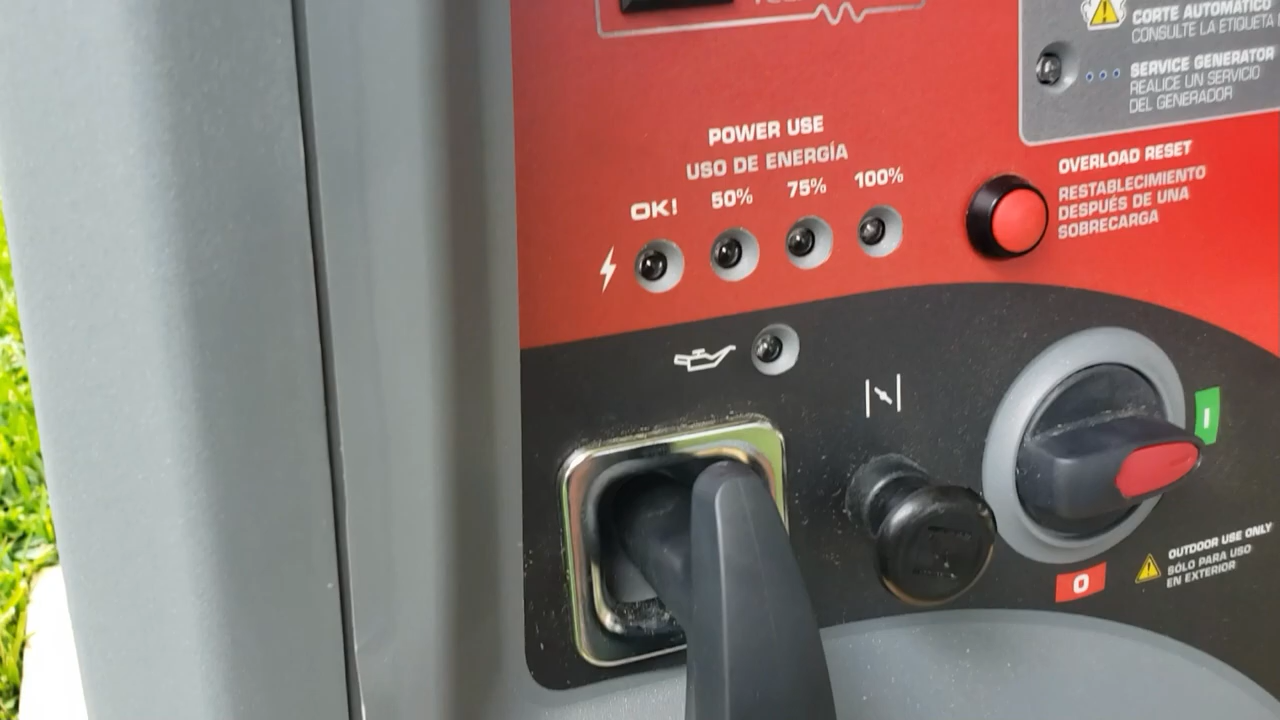 CORTE AUTOMÁTICO
CONSULTE LA ETIQUETA
SERVICE GENERATOR
REALICE UN SERVICIO
DEL GENERADOR
POWER USE
USO DE ENERGÍA
OK! 50% 75% 100%
OVERLOAD RESET
RESTABLECIMIENTO
DESPUÉS DE UNA
SOBRECARGA
I
O
OUTDOOR USE ONLY
SÓLO PARA USO
EN EXTERIOR